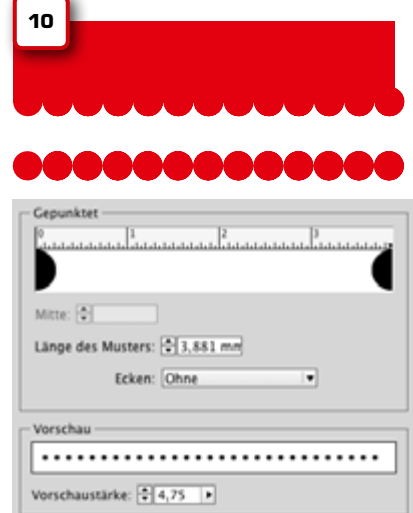 10
Gepunktet
0 1 2 3
Mitte:
Länge des Musters: 3,881 mm
Ecken: Ohne
Vorschau
Vorschaustärke: 4,75